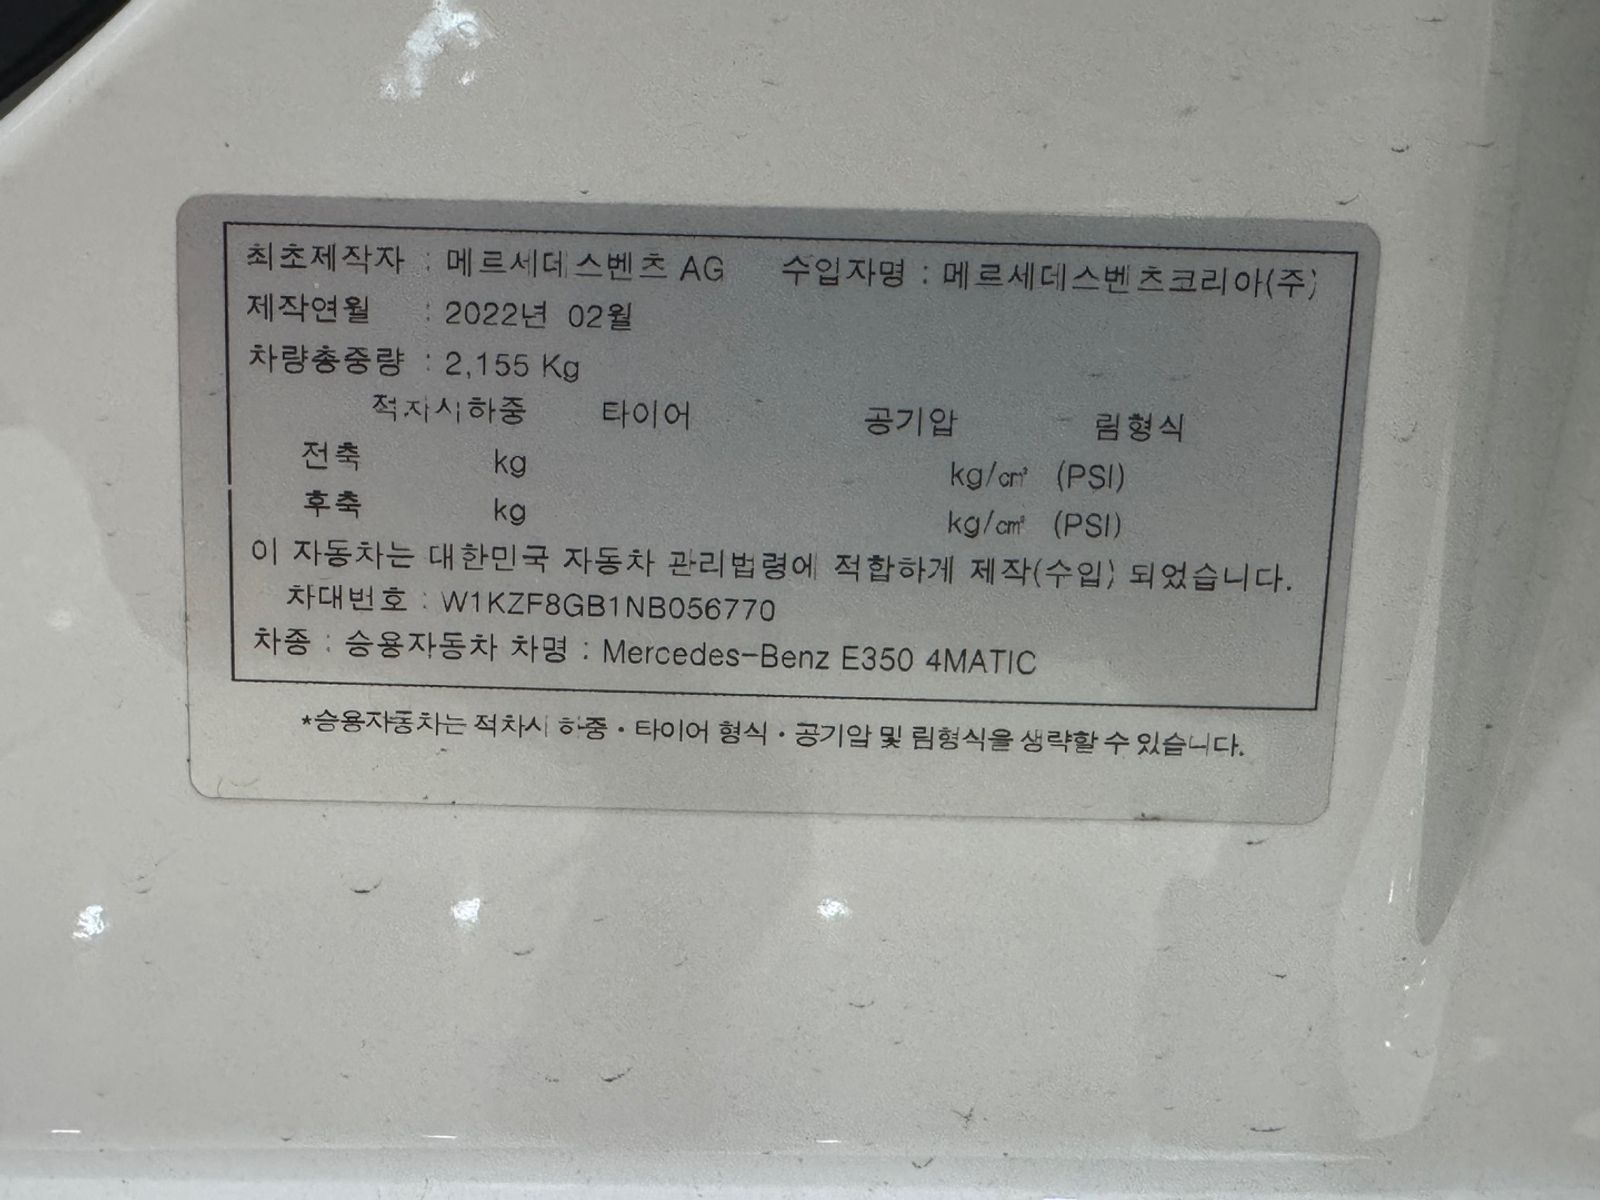 최초제작자 : 메르세데스벤츠 AG 수입자명 : 메르세데스벤츠코리아(주)
제작연월 : 2022년 02월
차량총중량 : 2,155 Kg
적차시하중 타이어 공기압 림형식
전축 kg kg/㎠ (PSI)
후축 kg kg/㎠ (PSI)
이 자동차는 대한민국 자동차 관리법령에 적합하게 제작(수입) 되었습니다.
차대번호 : W1KZF8GB1NB056770
차종 : 승용자동차 차명 : Mercedes-Benz E350 4MATIC
*승용자동차는 적차시 하중・타이어 형식・공기압 및 림형식을 생략할 수 있습니다.